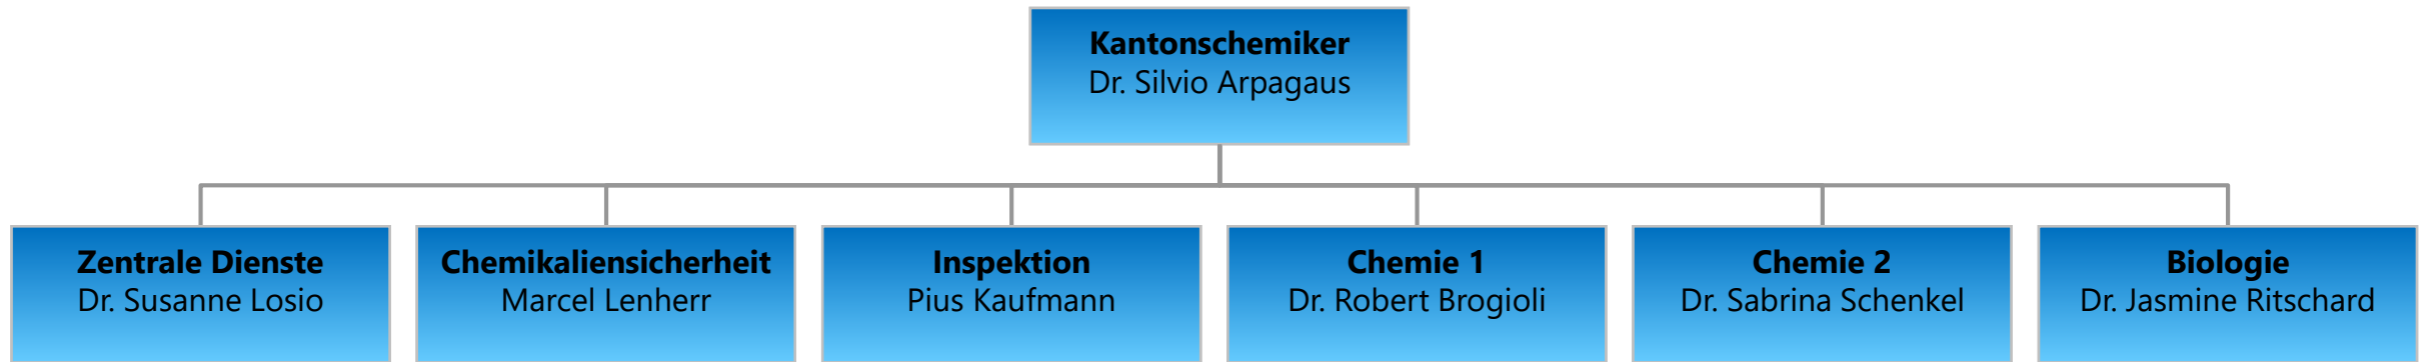 Kantonschemiker
Dr. Silvio Arpagaus
Zentrale Dienste
Dr. Susanne Losio
Chemikaliensicherheit
Marcel Lenherr
Inspektion
Pius Kaufmann
Chemie 1
Dr. Robert Brogioli
Chemie 2
Dr. Sabrina Schenkel
Biologie
Dr. Jasmine Ritschard